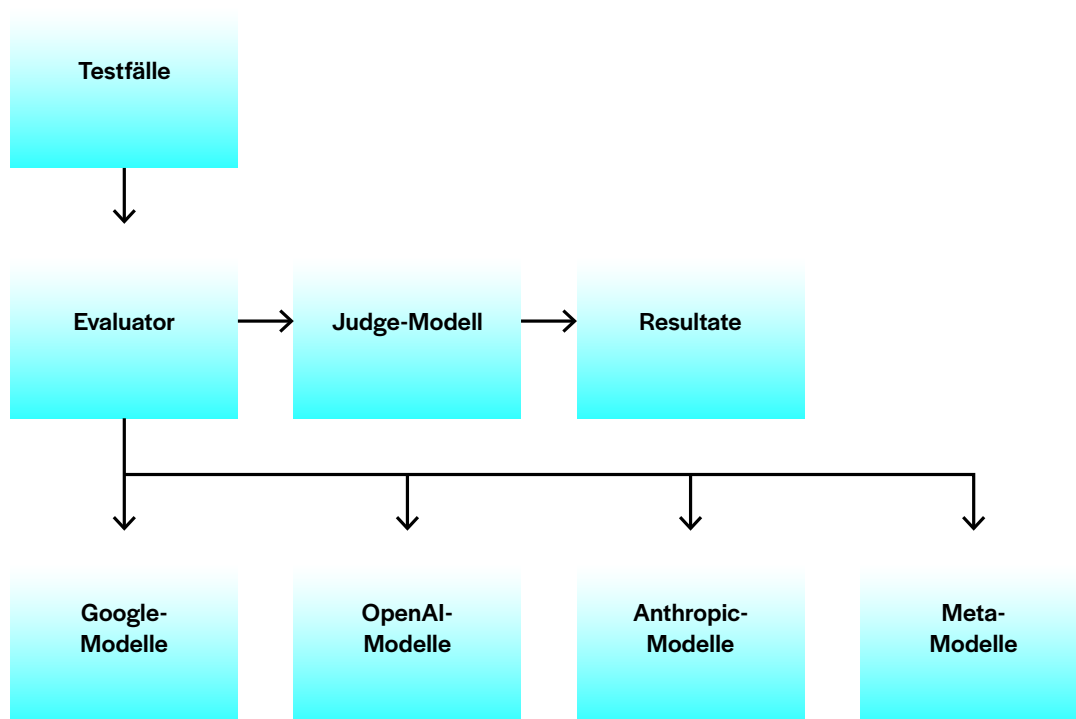 Testfälle
Evaluator
Judge-Modell
Resultate
Google-
Modelle
OpenAI-
Modelle
Anthropic-
Modelle
Meta-
Modelle